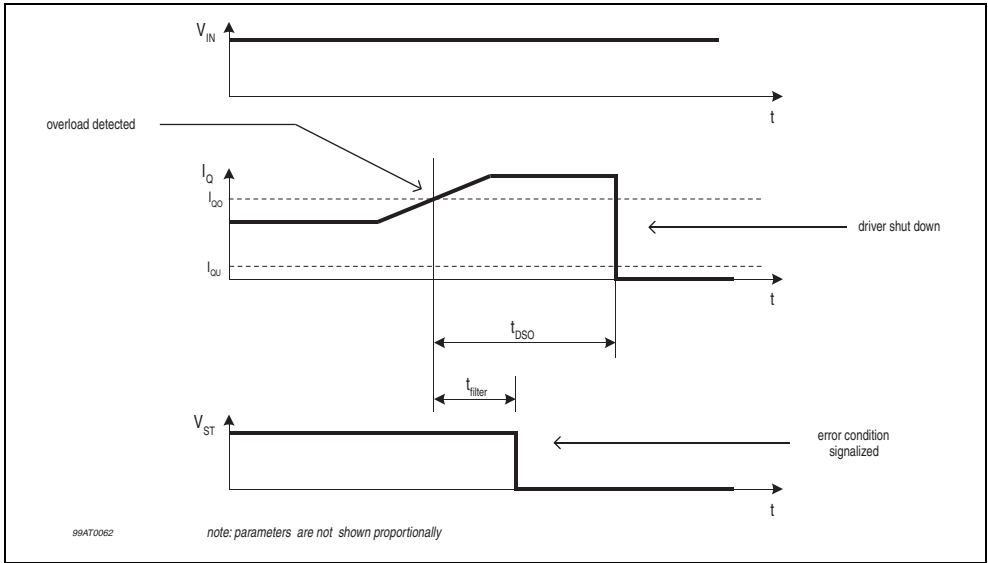 V_IN
t
overload detected
I_Q
I_QO
driver shut down
I_QU
t
t_DSO
t_filter
V_ST
error condition
signalized
t
99AT0062
note: parameters are not shown proportionally